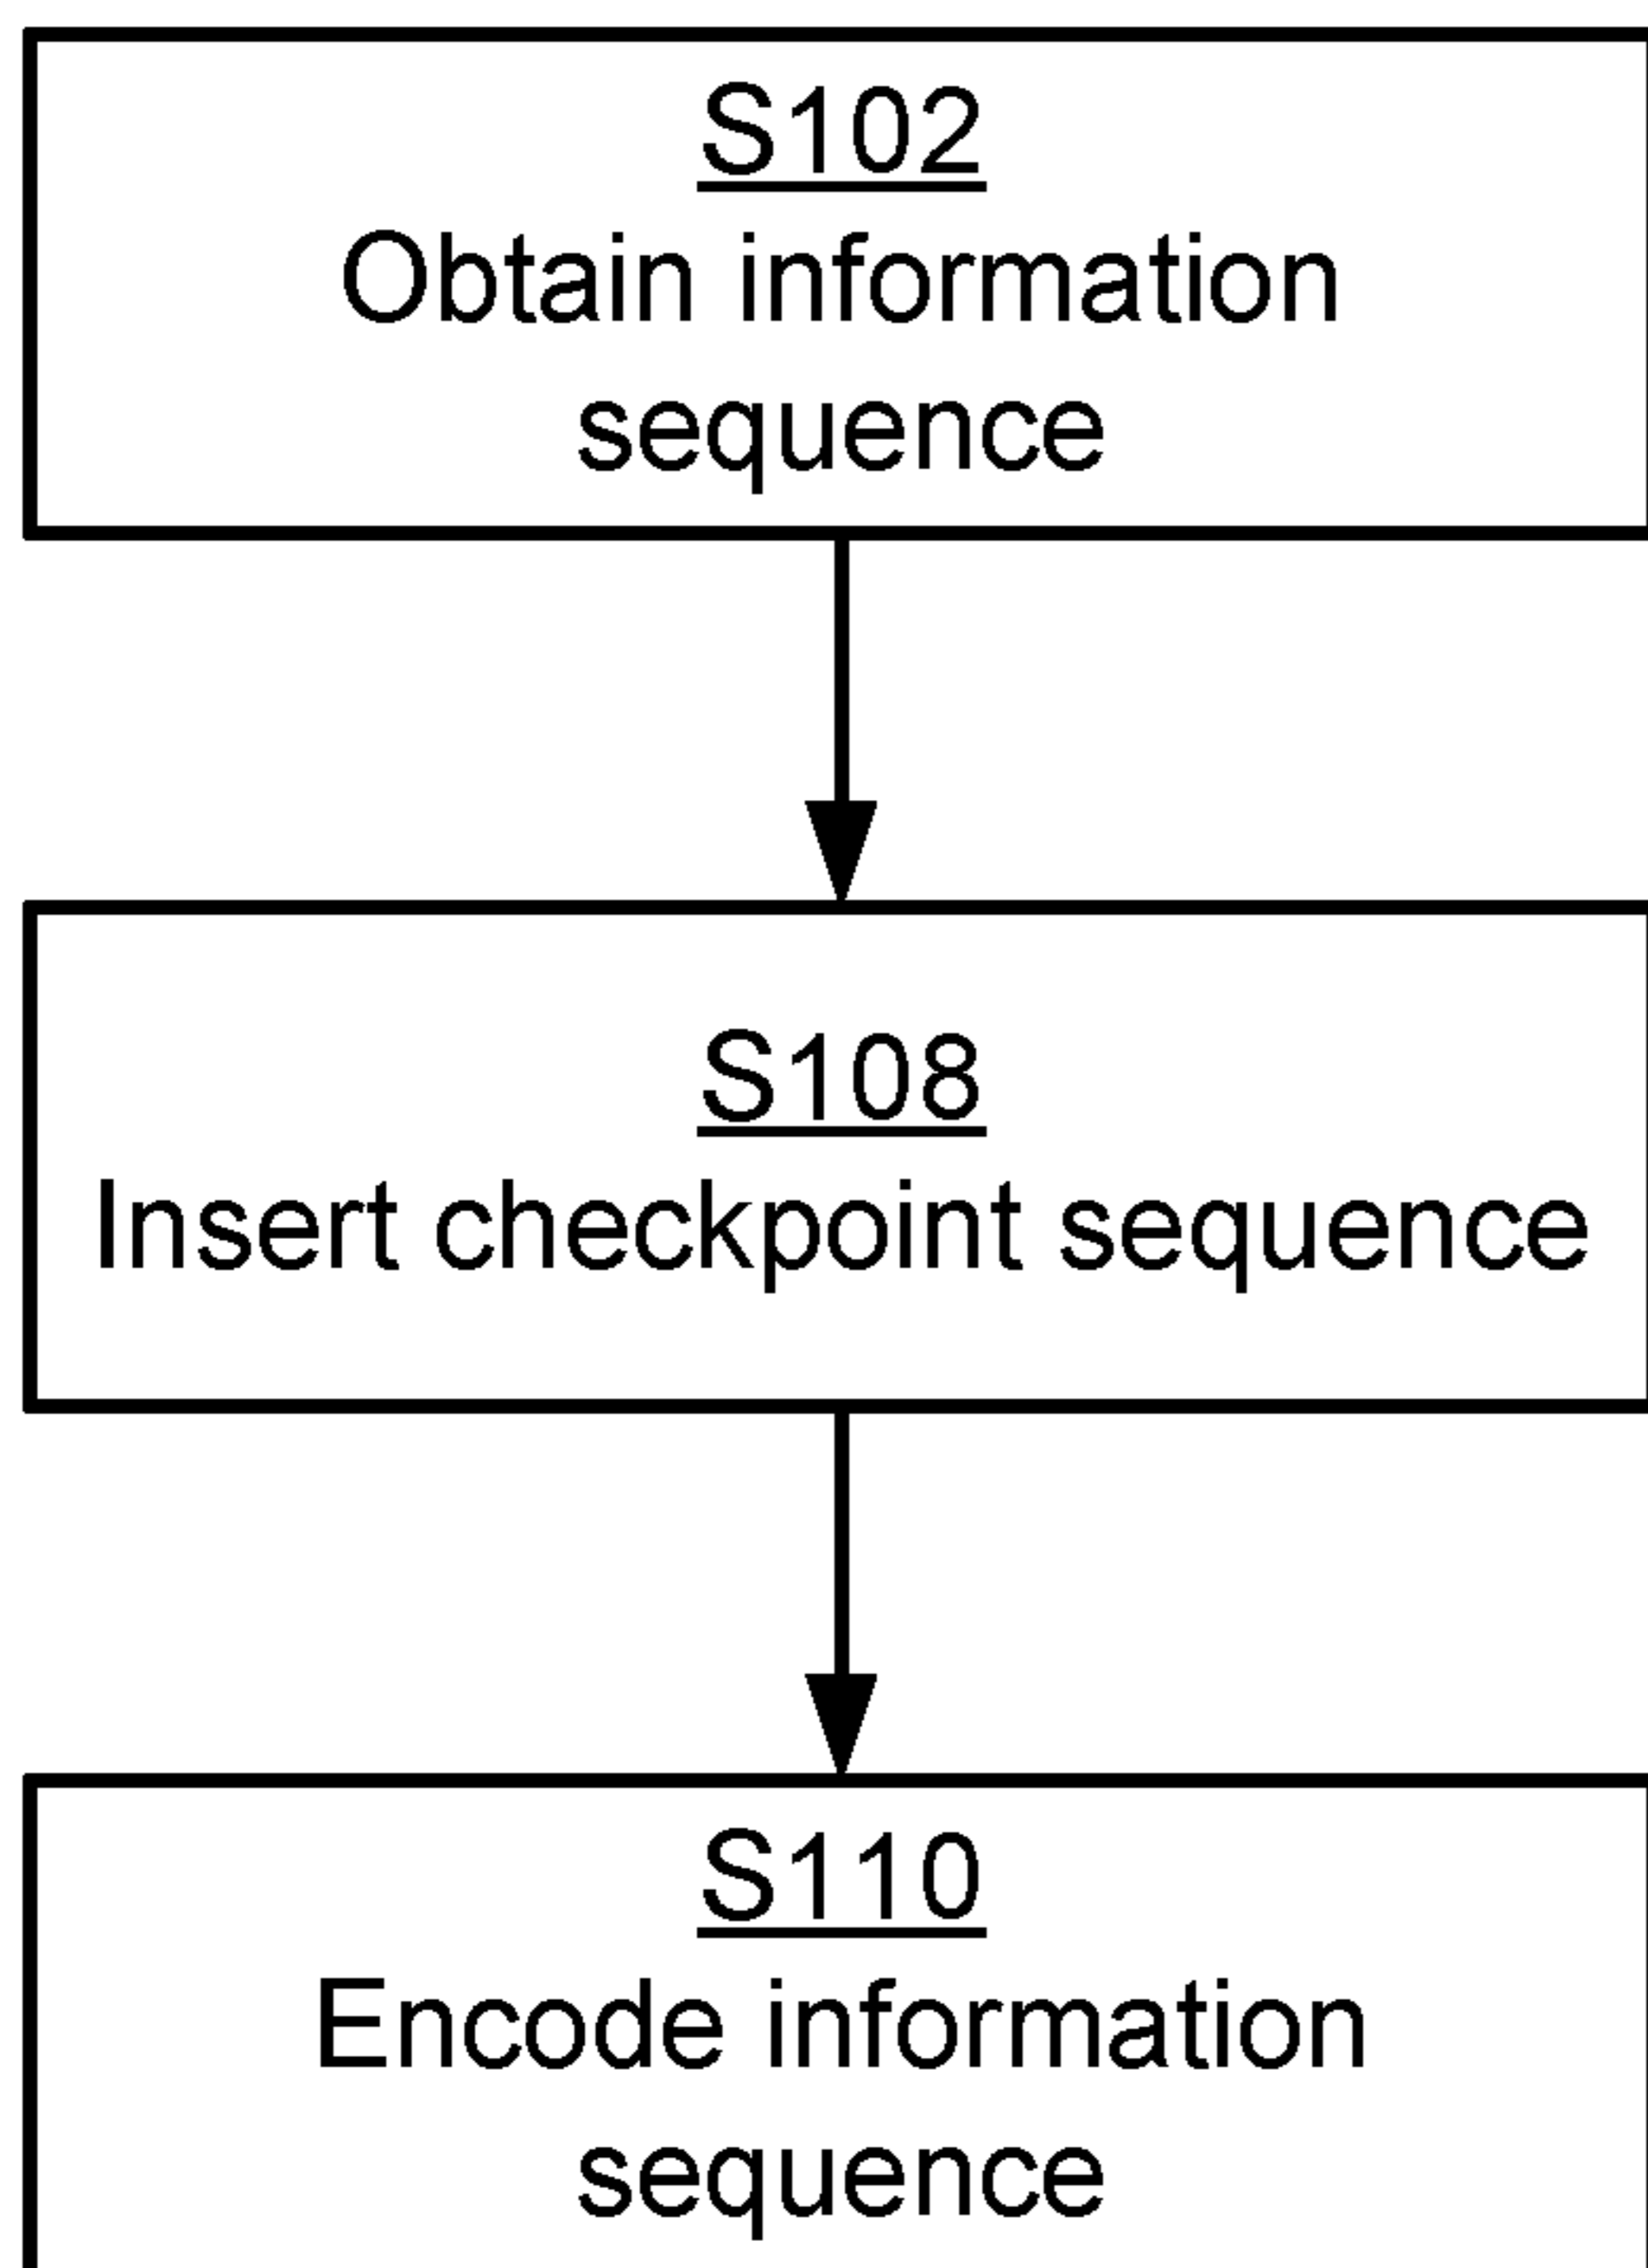 S102
Obtain information
sequence
S108
Insert checkpoint sequence
S110
Encode information
sequence